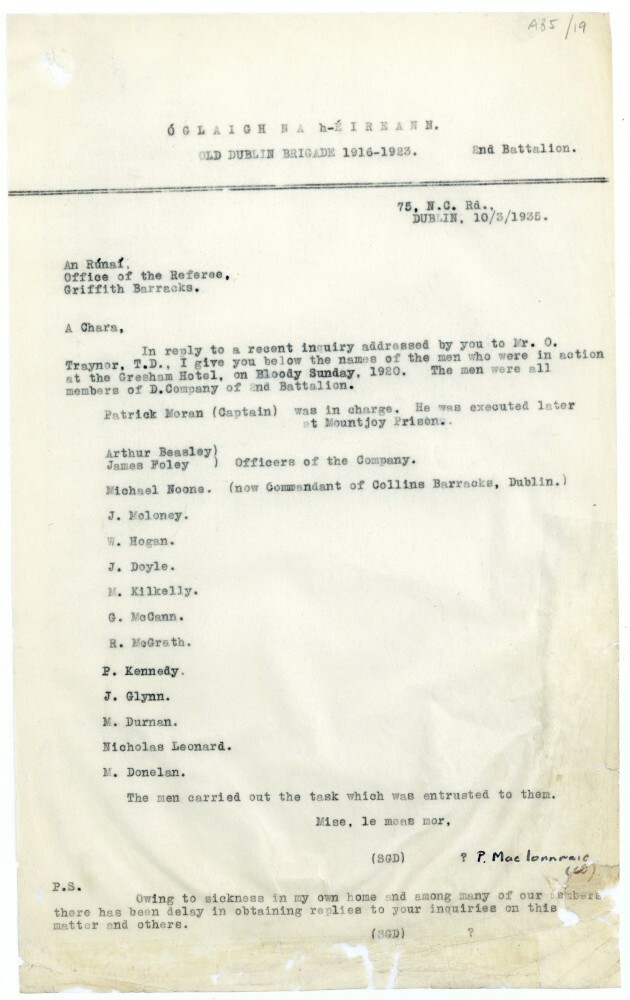 A35/19
ÓGLAIGH NA h-ÉIREANN.
OLD DUBLIN BRIGADE 1916-1923. 2nd Battalion.
75, N.C. Rd.,
DUBLIN, 10/3/1935.
An Rúnaí,
Office of the Referee,
Griffith Barracks.
A Chara,
In reply to a recent inquiry addressed by you to Mr. O.
Traynor, T.D., I give you below the names of the men who were in action
at the Gresham Hotel, on Bloody Sunday, 1920. The men were all
members of D.Company of 2nd Battalion.
Patrick Moran (Captain) was in charge. He was executed later
at Mountjoy Prison..
Arthur Beasley)
James Foley ) Officers of the Company.
Michael Noone. (now Commandant of Collins Barracks, Dublin.)
J. Moloney.
W. Hogan.
J. Doyle.
M. Kilkelly.
G. McCann.
R. McGrath.
P. Kennedy.
J. Glynn.
M. Durnan.
Nicholas Leonard.
M. Donelan.
The men carried out the task which was entrusted to them.
Mise, le meas mor,
(SGD) ? P. Mac
P.S.
Owing to sickness in my own home and among many of our members
there has been delay in obtaining replies to your inquiries on this
matter and others.
(SGD) ?